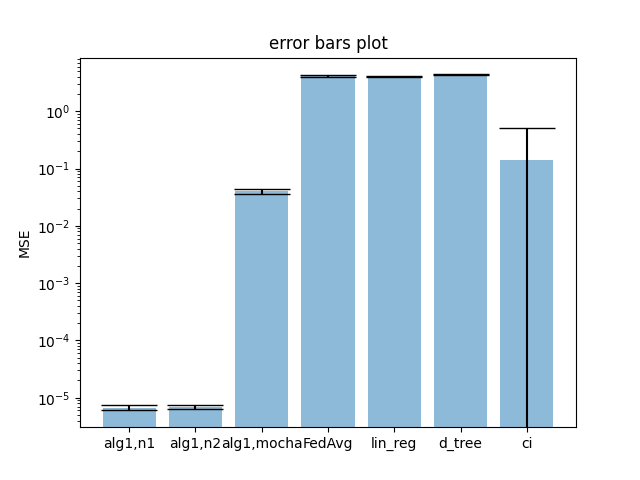 error bars plot
MSE
10⁰
10⁻¹
10⁻²
10⁻³
10⁻⁴
10⁻⁵
alg1,n1 alg1,n2 alg1,mocha FedAvg lin_reg d_tree ci